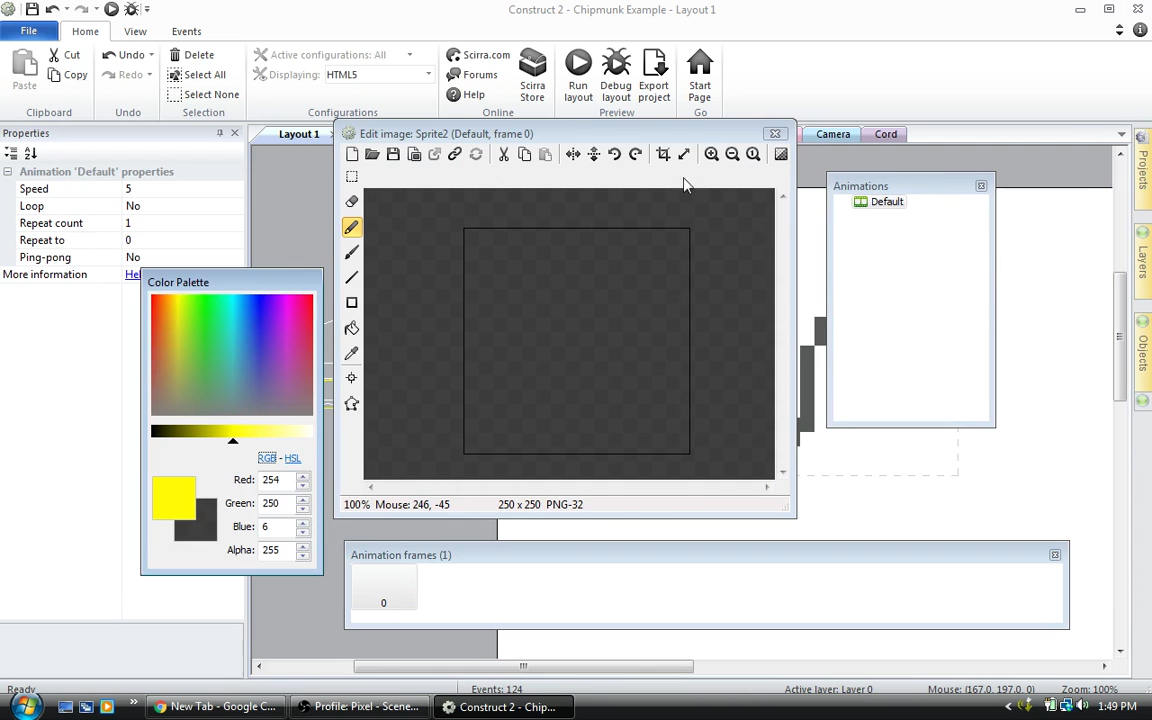 Construct 2 - Chipmunk Example - Layout 1
File Home View Events
Paste
Cut
Copy
Clipboard
Undo
Redo
Undo
Delete
Select All
Select None
Selection
Active configurations: All
Displaying: HTML5
Configurations
Scirra.com
Forums
Help
Scirra Store
Online
Run layout
Debug layout
Export project
Preview
Start Page
Go
Properties
Animation 'Default' properties
Speed 5
Loop No
Repeat count 1
Repeat to 0
Ping-pong No
More information
Layout 1
Camera
Cord
Edit image: Sprite2 (Default, frame 0)
100% Mouse: 246, -45 250 x 250 PNG-32
Animations
Default
Projects
Layers
Objects
Color Palette
RGB - HSL
Red: 254
Green: 250
Blue: 6
Alpha: 255
Animation frames (1)
0
Ready
Events: 124
Active layer: Layer 0
Mouse: (167.0, 197.0, 0)
Zoom: 100%
New Tab - Google C...
Profile: Pixel - Scene...
Construct 2 - Chip...
1:49 PM